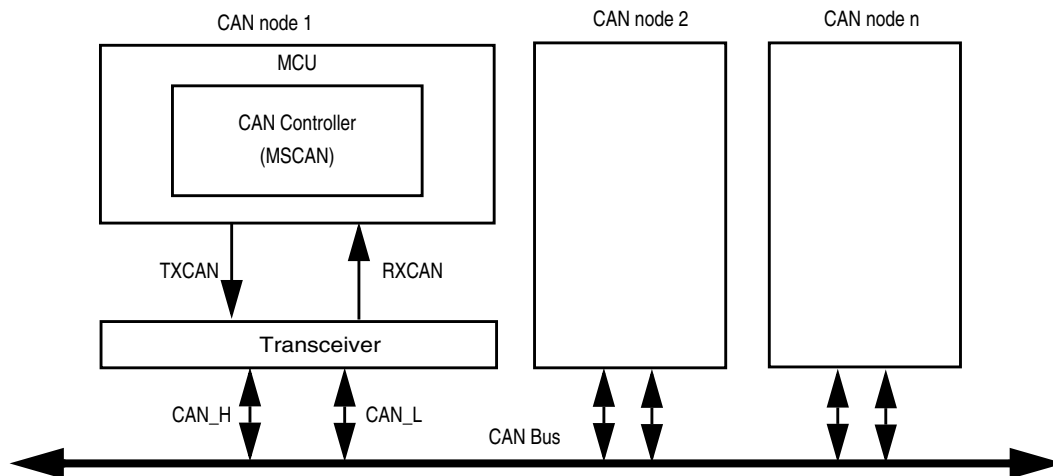 CAN node 1
CAN node 2
CAN node n
MCU
CAN Controller
(MSCAN)
TXCAN
RXCAN
Transceiver
CAN_H
CAN_L
CAN Bus